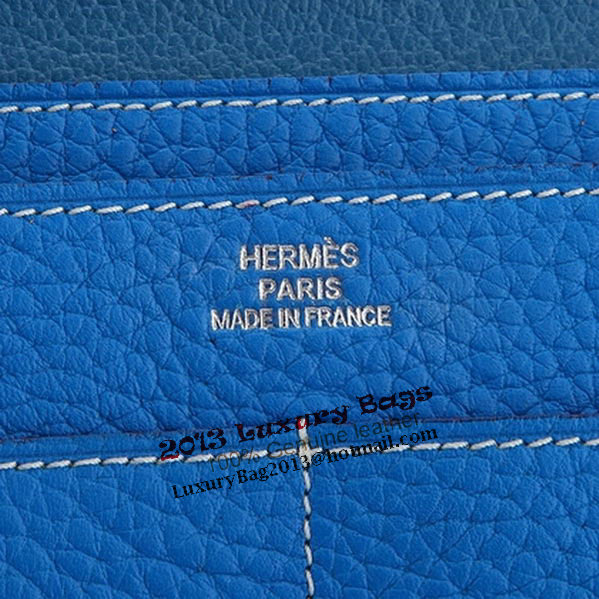 HERMÈS
PARIS
MADE IN FRANCE
2013 Luxury Bags
100% Genuine leather
LuxuryBag2013@hotmail.com